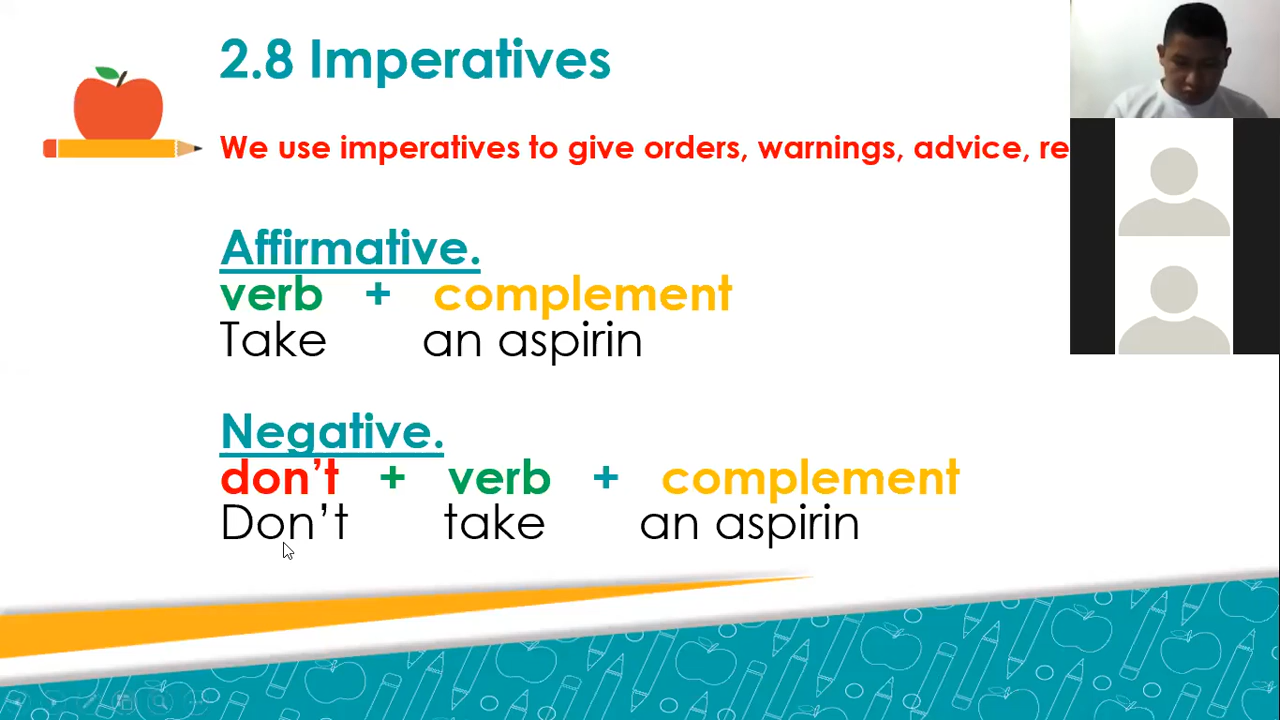 2.8 Imperatives
We use imperatives to give orders, warnings, advice,
Affirmative.
verb + complement
Take an aspirin
Negative.
don't + verb + complement
Don't take an aspirin